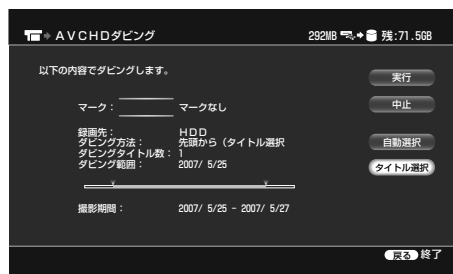 AVCHDダビング 292MB 残:71.5GB
以下の内容でダビングします。
実行
マーク: マークなし
中止
録画先: HDD
ダビング方法: 先頭から(タイトル選択
自動選択
ダビングタイトル数: 1
ダビング範囲: 2007/ 5/25
タイトル選択
撮影期間: 2007/ 5/25 - 2007/ 5/27
戻る 終了